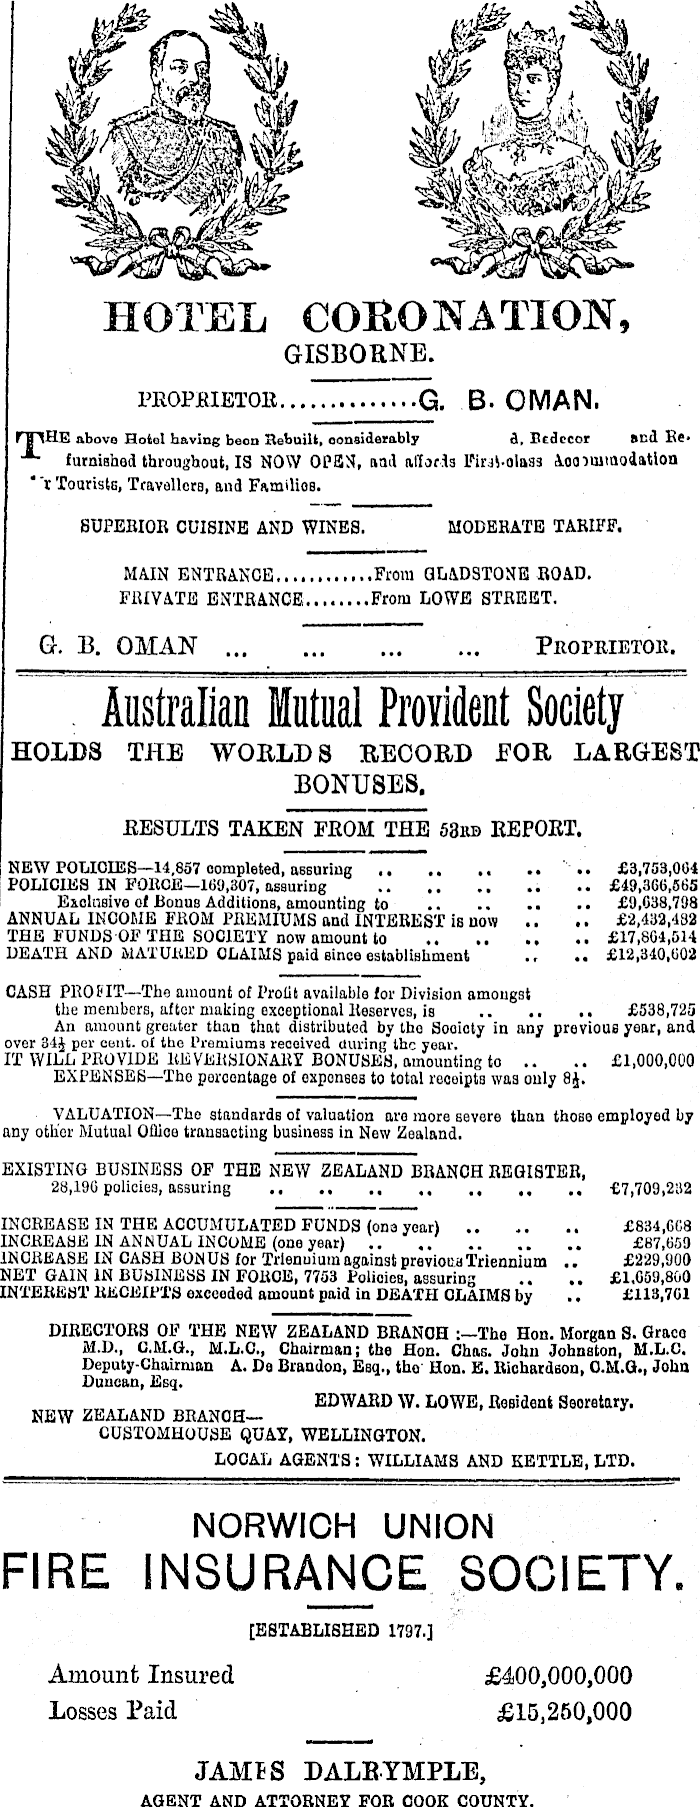 HOTEL CORONATION,
GISBORNE.
PROPRIETOR..............G. B. OMAN.
THE above Hotel having been Rebuilt, considerably d, Redecor and Re-
furnished throughout, IS NOW OPEN, and affords First-class Accommodation
r Tourists, Travellers, and Families.
SUPERIOR CUISINE AND WINES. MODERATE TARIFF.
MAIN ENTRANCE............From GLADSTONE ROAD.
PRIVATE ENTRANCE........From LOWE STREET.
G. B. OMAN ... ... ... ... PROPRIETOR.
Australian Mutual Provident Society
HOLDS THE WORLDS RECORD FOR LARGEST
BONUSES.
RESULTS TAKEN FROM THE 53RD REPORT.
NEW POLICIES—14,857 completed, assuring .. .. .. .. .. £3,753,064
POLICIES IN FORCE—169,307, assuring .. .. .. .. .. £49,366,565
Exclusive of Bonus Additions, amounting to .. .. .. .. £9,638,798
ANNUAL INCOME FROM PREMIUMS and INTEREST is now .. .. £2,432,482
THE FUNDS OF THE SOCIETY now amount to .. .. .. .. £17,864,514
DEATH AND MATURED CLAIMS paid since establishment .. .. £12,340,602
CASH PROFIT—The amount of Profit available for Division amongst
the members, after making exceptional Reserves, is .. .. .. £538,725
An amount greater than that distributed by the Society in any previous year, and
over 34½ per cent. of the Premiums received during the year.
IT WILL PROVIDE REVERSIONARY BONUSES, amounting to .. .. £1,000,000
EXPENSES—The percentage of expenses to total receipts was only 8½.
VALUATION—The standards of valuation are more severe than those employed by
any other Mutual Office transacting business in New Zealand.
EXISTING BUSINESS OF THE NEW ZEALAND BRANCH REGISTER,
28,196 policies, assuring .. .. .. .. .. .. .. £7,709,232
INCREASE IN THE ACCUMULATED FUNDS (one year) .. .. .. £834,668
INCREASE IN ANNUAL INCOME (one year) .. .. .. .. .. £87,659
INCREASE IN CASH BONUS for Triennium against previous Triennium .. £229,900
NET GAIN IN BUSINESS IN FORCE, 7753 Policies, assuring .. .. £1,659,800
INTEREST RECEIPTS exceeded amount paid in DEATH CLAIMS by .. £113,761
DIRECTORS OF THE NEW ZEALAND BRANCH :—The Hon. Morgan S. Grace
M.D., C.M.G., M.L.C., Chairman; the Hon. Chas. John Johnston, M.L.C.
Deputy-Chairman A. De Brandon, Esq., the Hon. E. Richardson, C.M.G., John
Duncan, Esq.
EDWARD W. LOWE, Resident Secretary.
NEW ZEALAND BRANCH—
CUSTOMHOUSE QUAY, WELLINGTON.
LOCAL AGENTS: WILLIAMS AND KETTLE, LTD.
NORWICH UNION
FIRE INSURANCE SOCIETY.
[ESTABLISHED 1797.]
Amount Insured £400,000,000
Losses Paid £15,250,000
JAMES DALRYMPLE,
AGENT AND ATTORNEY FOR COOK COUNTY.